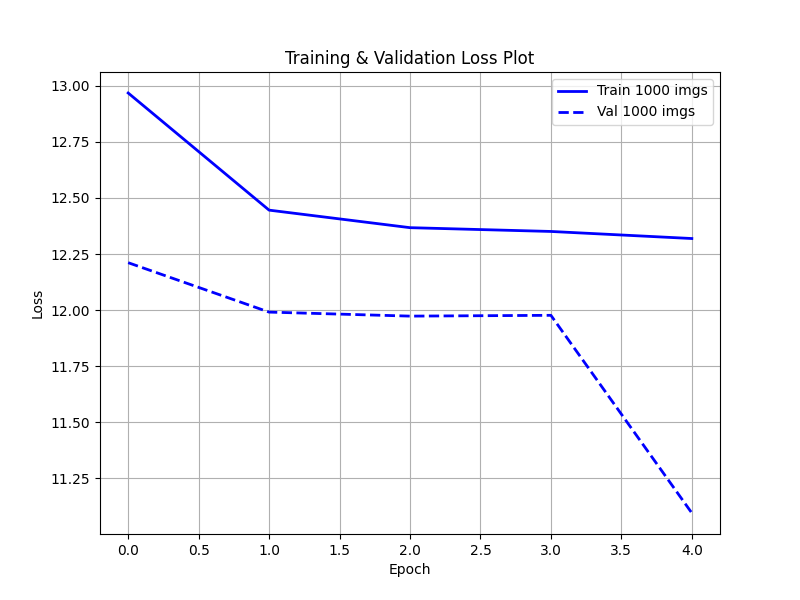 Training & Validation Loss Plot
Train 1000 imgs
Val 1000 imgs
Loss
13.00
12.75
12.50
12.25
12.00
11.75
11.50
11.25
0.0 0.5 1.0 1.5 2.0 2.5 3.0 3.5 4.0
Epoch